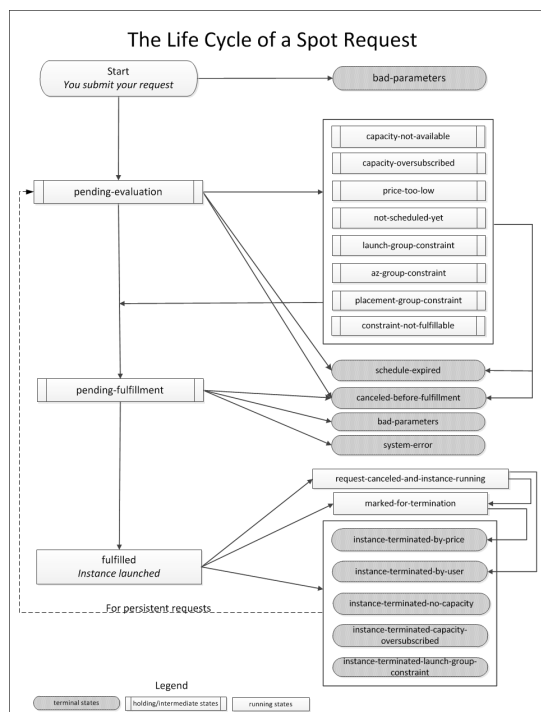 The Life Cycle of a Spot Request
Start
You submit your request
bad-parameters
capacity-not-available
capacity-oversubscribed
pending-evaluation
price-too-low
not-scheduled-yet
launch-group-constraint
az-group-constraint
placement-group-constraint
constraint-not-fulfillable
schedule-expired
pending-fulfillment
canceled-before-fulfillment
bad-parameters
system-error
request-canceled-and-instance-running
marked-for-termination
fulfilled
Instance launched
instance-terminated-by-price
instance-terminated-by-user
instance-terminated-no-capacity
For persistent requests
instance-terminated-capacity-
oversubscribed
instance-terminated-launch-group-
constraint
Legend
terminal states
holding/intermediate states
running states